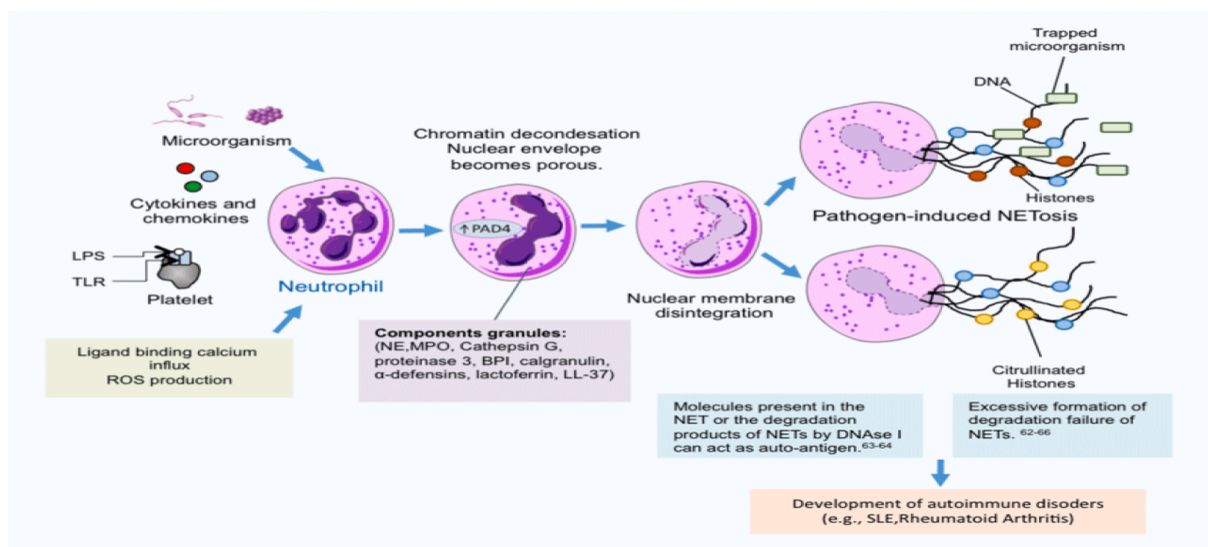 Trapped
microorganism
DNA
Microorganism
Chromatin decondesation
Nuclear envelope
becomes porous.
Cytokines and
chemokines
↑ PAD4
Histones
Pathogen-induced NETosis
LPS
TLR
Platelet
Neutrophil
Nuclear membrane
disintegration
Components granules:
(NE,MPO, Cathepsin G,
proteinase 3, BPI, calgranulin,
α-defensins, lactoferrin, LL-37)
Ligand binding calcium
influx
ROS production
Citrullinated
Histones
Molecules present in the
NET or the degradation
products of NETs by DNAse I
can act as auto-antigen.63-64
Excessive formation of
degradation failure of
NETs. 62-66
Development of autoimmune disoders
(e.g., SLE,Rheumatoid Arthritis)